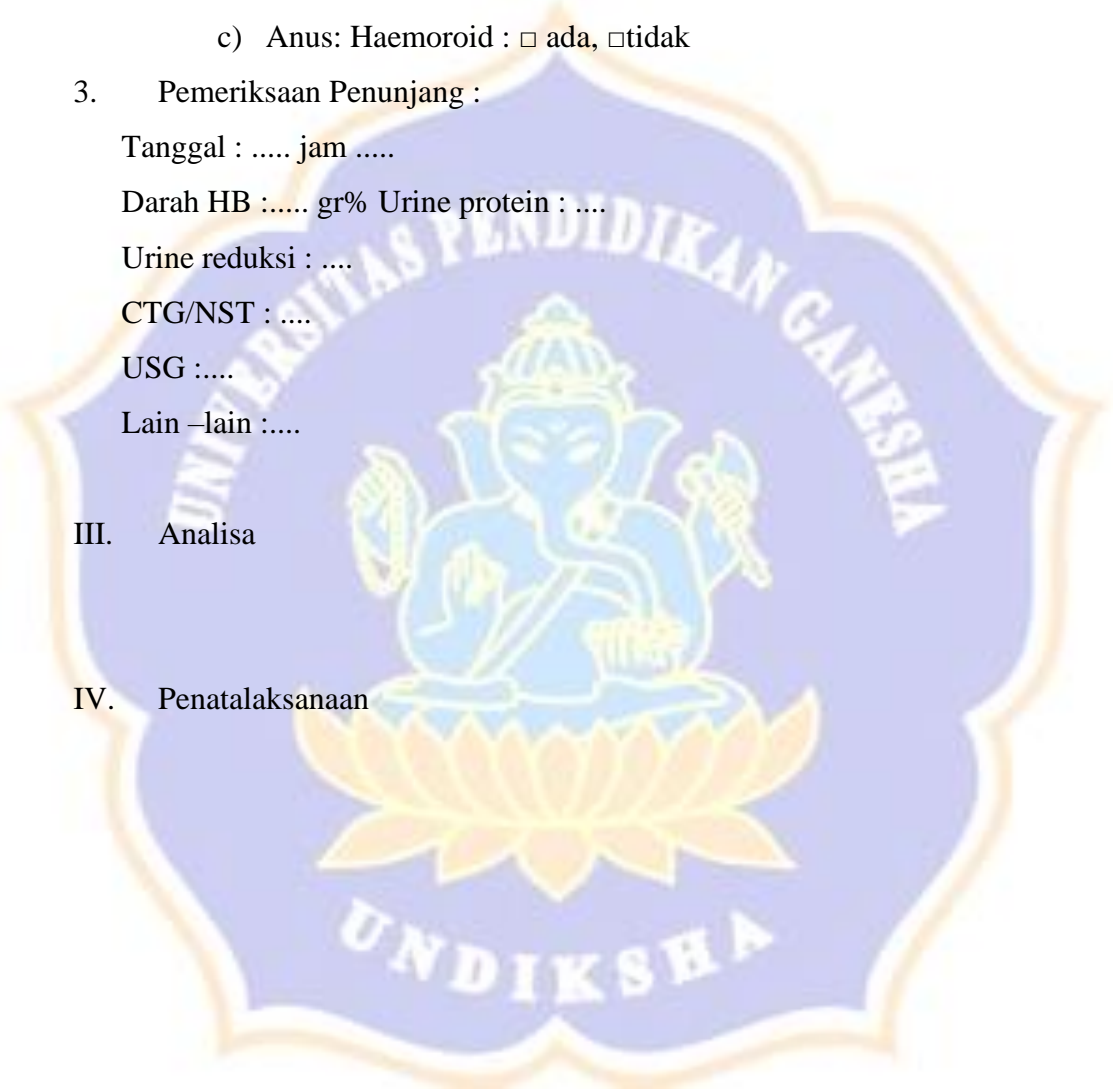 c) Anus: Haemoroid : □ ada, □tidak
3. Pemeriksaan Penunjang :
Tanggal : ..... jam .....
Darah HB :..... gr% Urine protein : ....
Urine reduksi : ....
CTG/NST : ....
USG :....
Lain –lain :....
III. Analisa
IV. Penatalaksanaan
UNIVERSITAS PENDIDIKAN GANESHA
UNDIKSHA